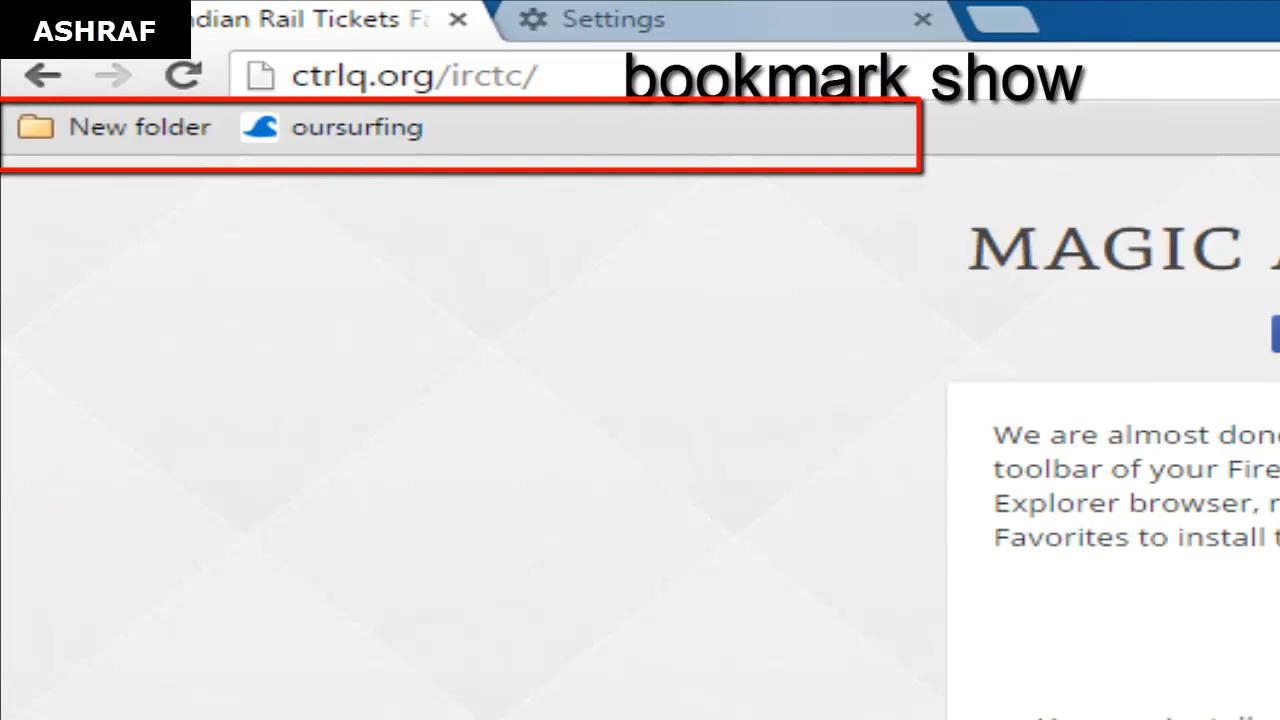 ASHRAF
ndian Rail Tickets Fa
Settings
ctrlq.org/irctc/
bookmark show
New folder
oursurfing
MAGIC
We are almost don
toolbar of your Fire
Explorer browser, r
Favorites to install t